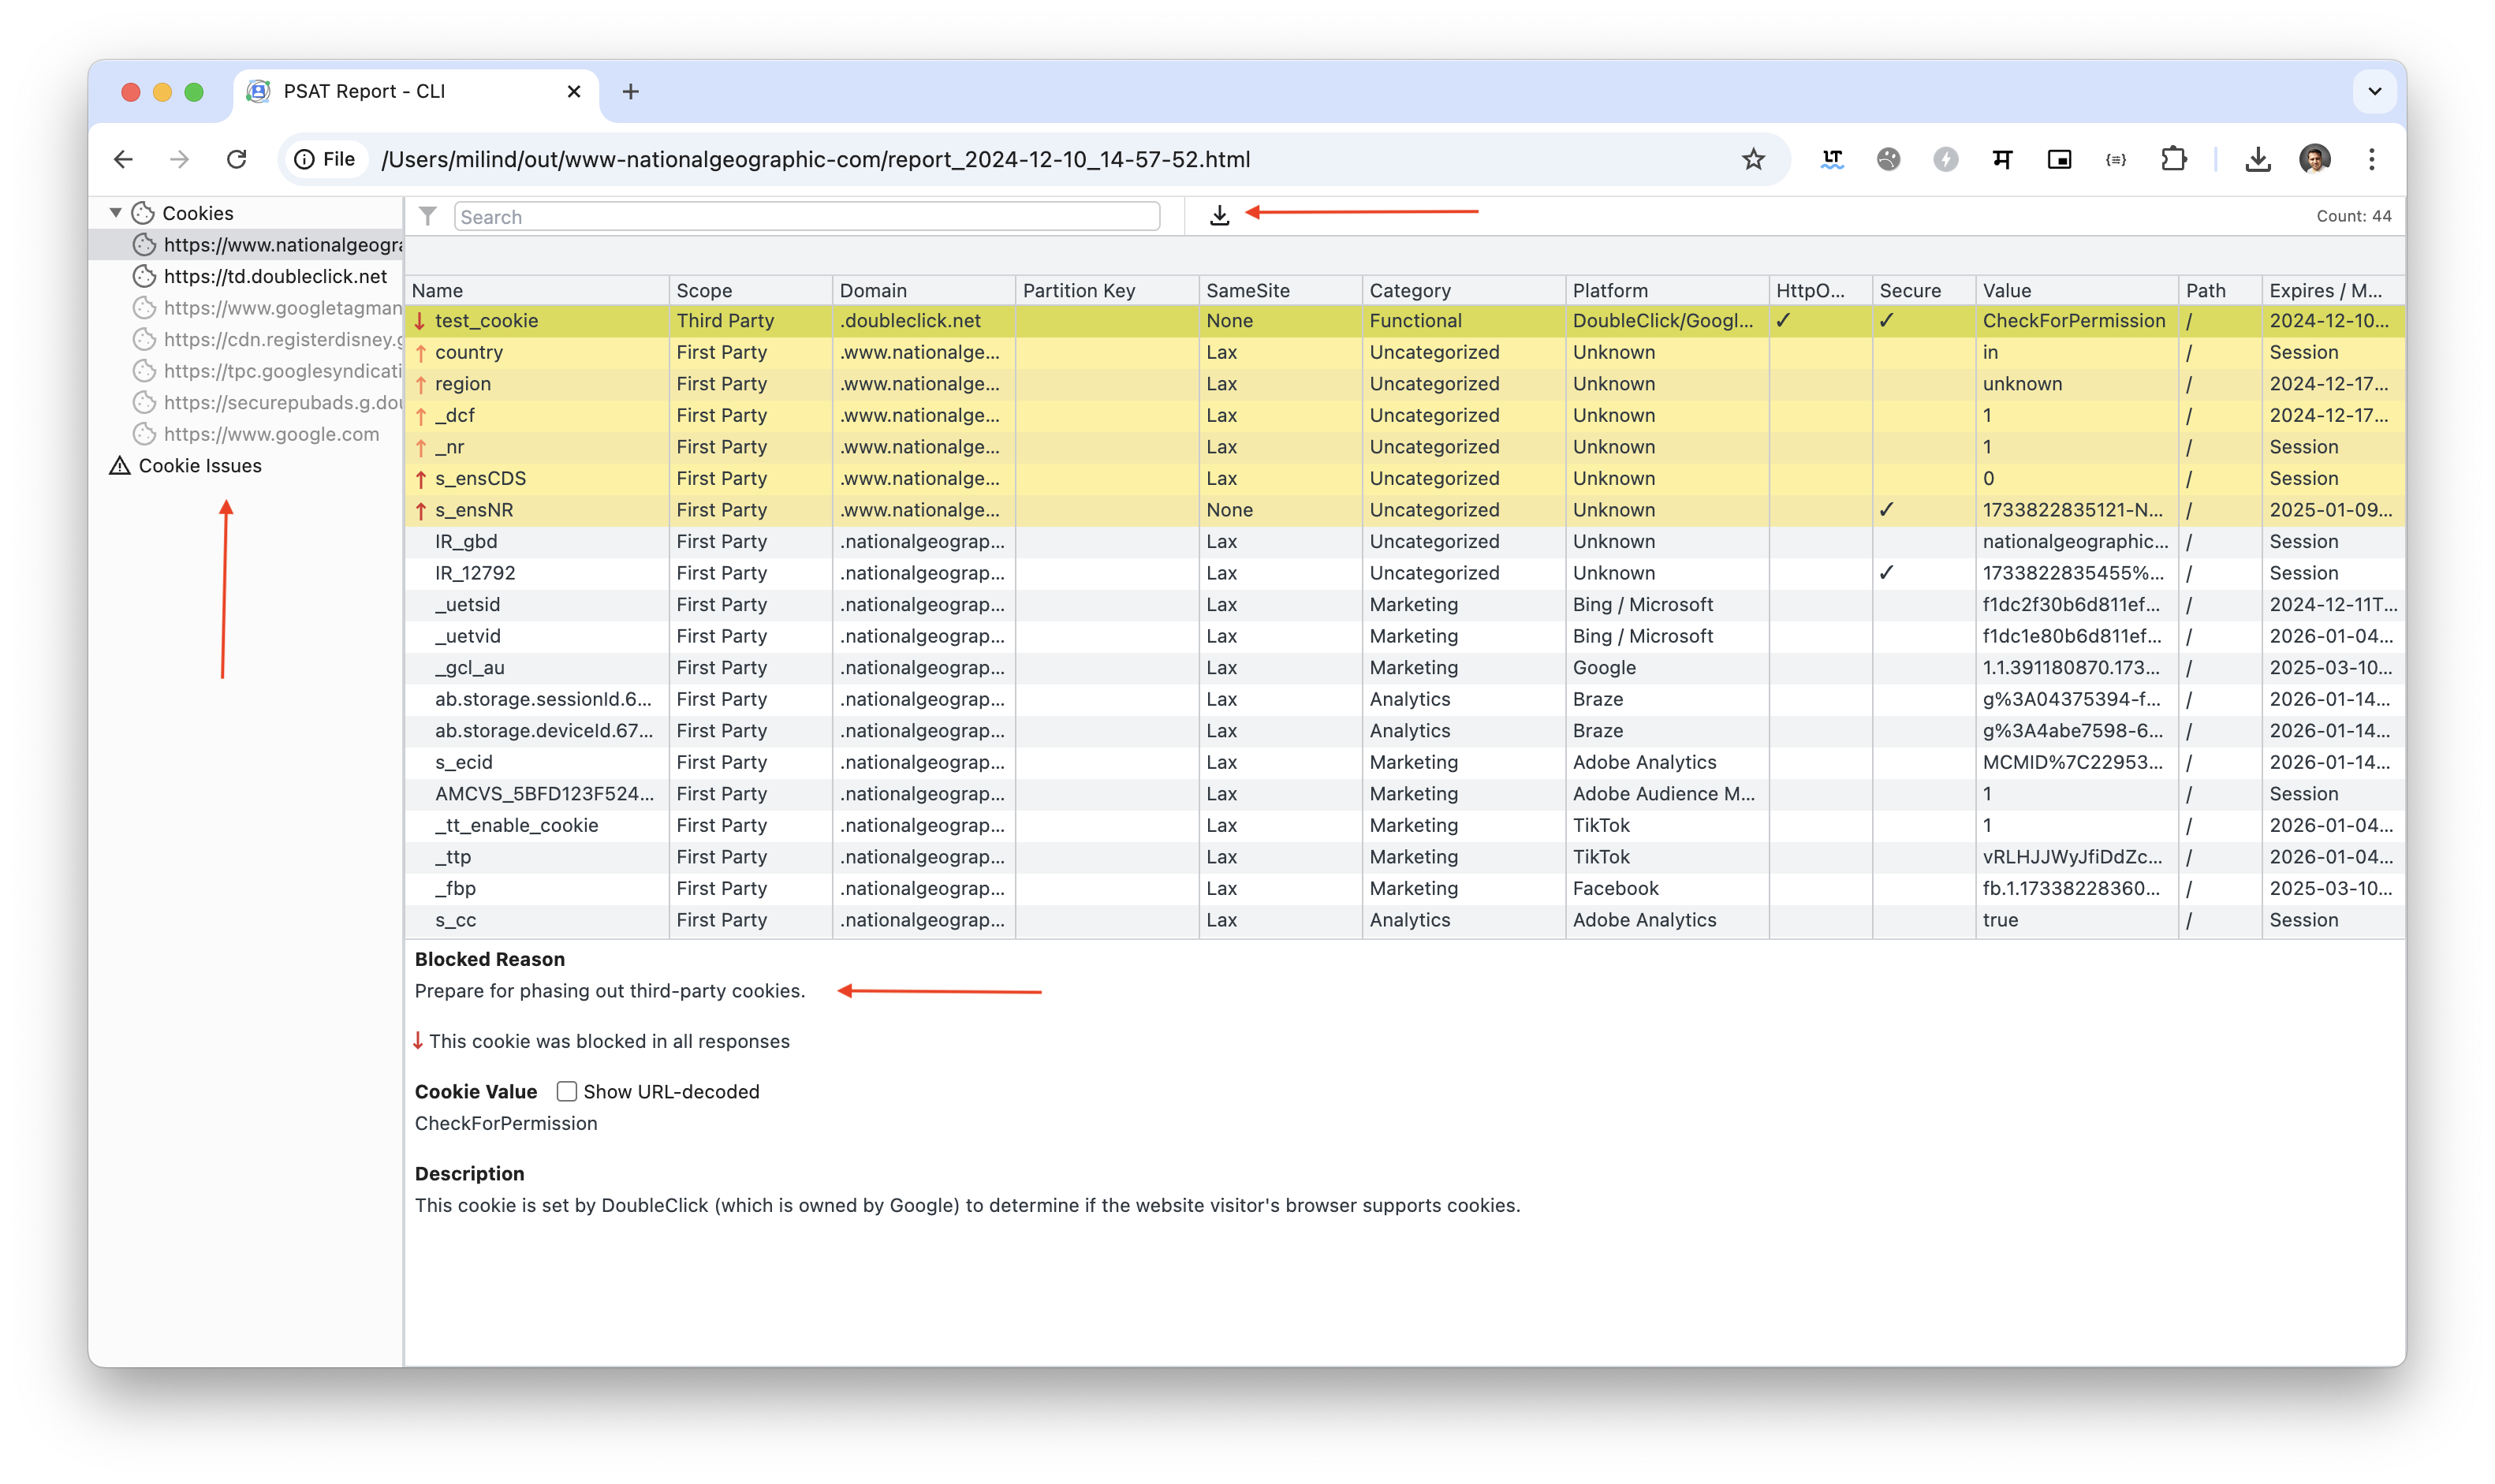 PSAT Report - CLI
File /Users/milind/out/www-nationalgeographic-com/report_2024-12-10_14-57-52.html
Cookies
https://www.nationalgeogra
https://td.doubleclick.net
https://www.googletagman
https://cdn.registerdisney.g
https://tpc.googlesyndicati
https://securepubads.g.dou
https://www.google.com
Cookie Issues
Search
Count: 44
Name Scope Domain Partition Key SameSite Category Platform HttpO... Secure Value Path Expires / M...
↓ test_cookie Third Party .doubleclick.net None Functional DoubleClick/Googl... ✓ ✓ CheckForPermission / 2024-12-10...
↑ country First Party .www.nationalge... Lax Uncategorized Unknown in / Session
↑ region First Party .www.nationalge... Lax Uncategorized Unknown unknown / 2024-12-17...
↑ _dcf First Party .www.nationalge... Lax Uncategorized Unknown 1 / 2024-12-17...
↑ _nr First Party .www.nationalge... Lax Uncategorized Unknown 1 / Session
↑ s_ensCDS First Party .www.nationalge... Lax Uncategorized Unknown 0 / Session
↑ s_ensNR First Party .www.nationalge... None Uncategorized Unknown ✓ 1733822835121-N... / 2025-01-09...
IR_gbd First Party .nationalgeograp... Lax Uncategorized Unknown nationalgeographic... / Session
IR_12792 First Party .nationalgeograp... Lax Uncategorized Unknown ✓ 1733822835455%... / Session
_uetsid First Party .nationalgeograp... Lax Marketing Bing / Microsoft f1dc2f30b6d811ef... / 2024-12-11T...
_uetvid First Party .nationalgeograp... Lax Marketing Bing / Microsoft f1dc1e80b6d811ef... / 2026-01-04...
_gcl_au First Party .nationalgeograp... Lax Marketing Google 1.1.391180870.173... / 2025-03-10...
ab.storage.sessionId.6... First Party .nationalgeograp... Lax Analytics Braze g%3A04375394-f... / 2026-01-14...
ab.storage.deviceId.67... First Party .nationalgeograp... Lax Analytics Braze g%3A4abe7598-6... / 2026-01-14...
s_ecid First Party .nationalgeograp... Lax Marketing Adobe Analytics MCMID%7C22953... / 2026-01-14...
AMCVS_5BFD123F524... First Party .nationalgeograp... Lax Marketing Adobe Audience M... 1 / Session
_tt_enable_cookie First Party .nationalgeograp... Lax Marketing TikTok 1 / 2026-01-04...
_ttp First Party .nationalgeograp... Lax Marketing TikTok vRLHJJWyJfiDdZc... / 2026-01-04...
_fbp First Party .nationalgeograp... Lax Marketing Facebook fb.1.17338228360... / 2025-03-10...
s_cc First Party .nationalgeograp... Lax Analytics Adobe Analytics true / Session
Blocked Reason
Prepare for phasing out third-party cookies.
↓ This cookie was blocked in all responses
Cookie Value Show URL-decoded
CheckForPermission
Description
This cookie is set by DoubleClick (which is owned by Google) to determine if the website visitor's browser supports cookies.